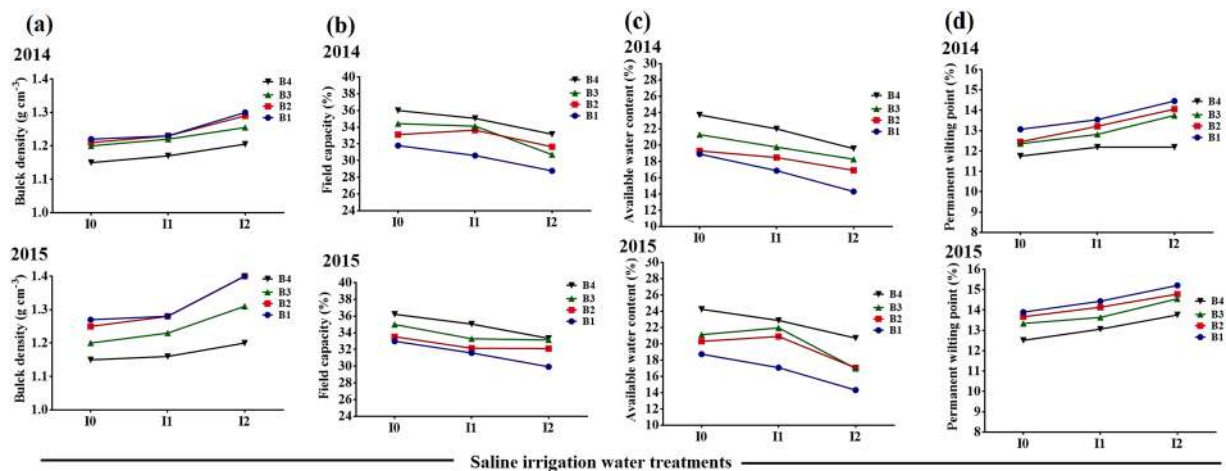 (a)
2014
Bulck density (g cm⁻³)
1.4
1.3
1.2
1.1
1.0
I0 I1 I2
B4
B3
B2
B1
(b)
2014
Field capacity (%)
40
38
36
34
32
30
28
26
24
I0 I1 I2
B4
B3
B2
B1
(c)
2014
Available water content (%)
30
28
26
24
22
20
18
16
14
12
10
I0 I1 I2
B4
B3
B2
B1
(d)
2014
Permanent wilting point (%)
16
15
14
13
12
11
10
9
8
I0 I1 I2
B4
B3
B2
B1
2015
Bulck density (g cm⁻³)
1.4
1.3
1.2
1.1
1.0
I0 I1 I2
B4
B3
B2
B1
2015
Field capacity (%)
40
38
36
34
32
30
28
26
24
I0 I1 I2
B4
B3
B2
B1
2015
Available water content (%)
30
28
26
24
22
20
18
16
14
12
10
I0 I1 I2
B4
B3
B2
B1
2015
Permanent wilting point (%)
16
15
14
13
12
11
10
9
8
I0 I1 I2
B4
B3
B2
B1
Saline irrigation water treatments